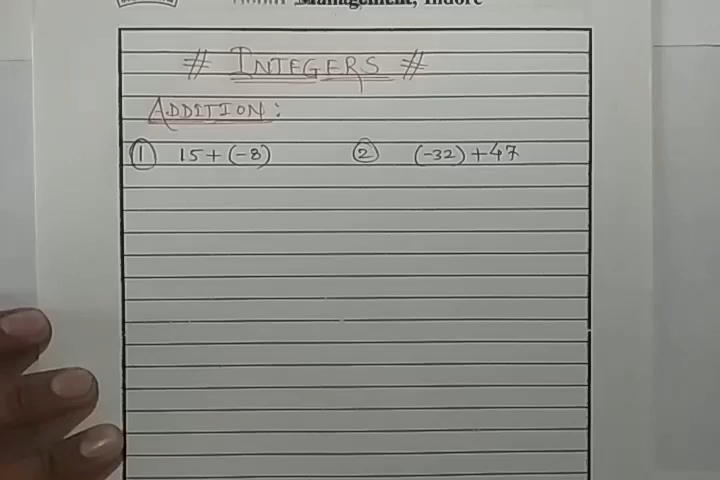 Management, Indore
# INTEGERS #
ADDITION:
① 15+(-8) ② (-32)+47